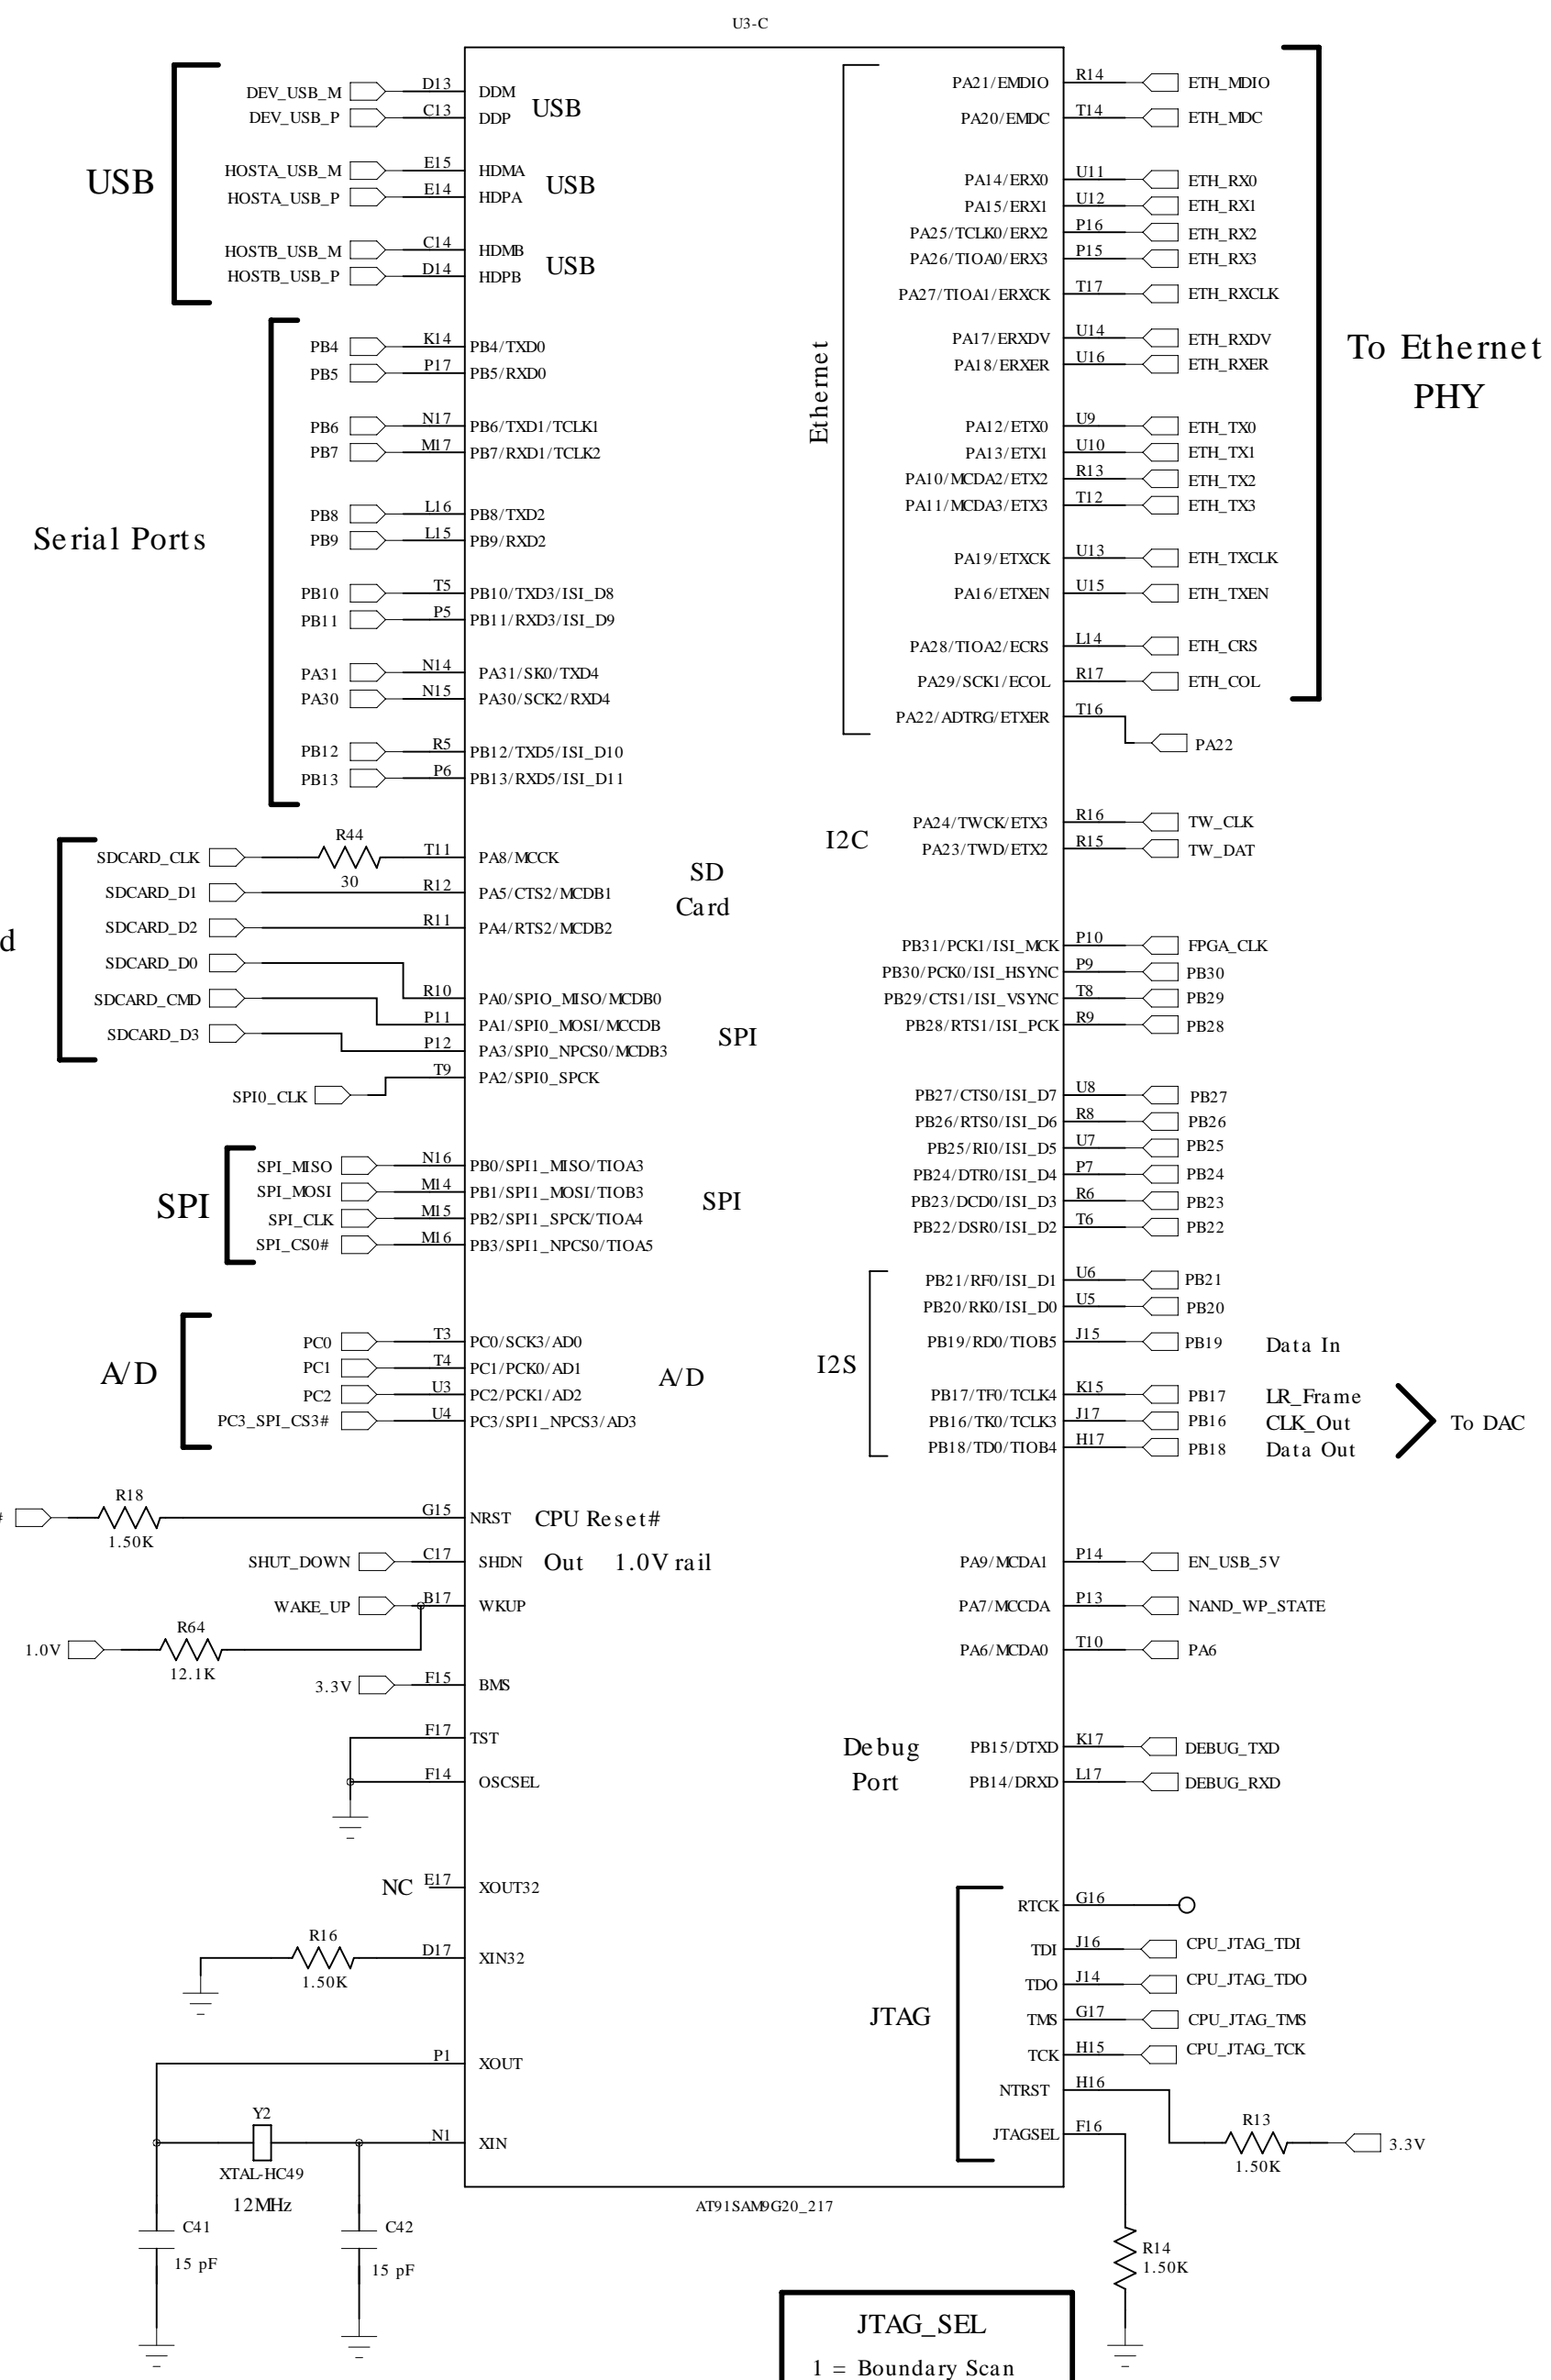 U3-C
USB
DEV_USB_M D13 DDM
DEV_USB_P C13 DDP
USB
HOSTA_USB_M E15 HDMA
HOSTA_USB_P E14 HDPA
USB
HOSTB_USB_M C14 HDMB
HOSTB_USB_P D14 HDPB
USB
Serial Ports
PB4 K14 PB4/TXD0
PB5 P17 PB5/RXD0
PB6 N17 PB6/TXD1/TCLK1
PB7 M17 PB7/RXD1/TCLK2
PB8 L16 PB8/TXD2
PB9 L15 PB9/RXD2
PB10 T5 PB10/TXD3/ISI_D8
PB11 P5 PB11/RXD3/ISI_D9
PA31 N14 PA31/SK0/TXD4
PA30 N15 PA30/SCK2/RXD4
PB12 R5 PB12/TXD5/ISI_D10
PB13 P6 PB13/RXD5/ISI_D11
d
R44
30
SDCARD_CLK T11 PA8/MCCK
SDCARD_D1 R12 PA5/CTS2/MCDB1
SDCARD_D2 R11 PA4/RTS2/MCDB2
SD
Card
SDCARD_D0 R10 PA0/SPIO_MISO/MCDB0
SDCARD_CMD P11 PA1/SPI0_MOSI/MCCDB
SDCARD_D3 P12 PA3/SPI0_NPCS0/MCDB3
SPI0_CLK T9 PA2/SPI0_SPCK
SPI
SPI
SPI_MISO N16 PB0/SPI1_MISO/TIOA3
SPI_MOSI M14 PB1/SPI1_MOSI/TIOB3
SPI_CLK M15 PB2/SPI1_SPCK/TIOA4
SPI_CS0# M16 PB3/SPI1_NPCS0/TIOA5
SPI
A/D
PC0 T3 PC0/SCK3/AD0
PC1 T4 PC1/PCK0/AD1
PC2 U3 PC2/PCK1/AD2
PC3_SPI_CS3# U4 PC3/SPI1_NPCS3/AD3
A/D
#
R18
1.50K
G15 NRST CPU Reset#
SHUT_DOWN C17 SHDN Out 1.0V rail
WAKE_UP B17 WKUP
1.0V
R64
12.1K
3.3V F15 BMS
F17 TST
F14 OSCSEL
NC E17 XOUT32
R16
1.50K
D17 XIN32
P1 XOUT
Y2
XTAL-HC49
12MHz
N1 XIN
C41
15 pF
C42
15 pF
Ethernet
PA21/EMDIO R14 ETH_MDIO
PA20/EMDC T14 ETH_MDC
PA14/ERX0 U11 ETH_RX0
PA15/ERX1 U12 ETH_RX1
PA25/TCLK0/ERX2 P16 ETH_RX2
PA26/TIOA0/ERX3 P15 ETH_RX3
PA27/TIOA1/ERXCK T17 ETH_RXCLK
PA17/ERXDV U14 ETH_RXDV
PA18/ERXER U16 ETH_RXER
PA12/ETX0 U9 ETH_TX0
PA13/ETX1 U10 ETH_TX1
PA10/MCDA2/ETX2 R13 ETH_TX2
PA11/MCDA3/ETX3 T12 ETH_TX3
PA19/ETXCK U13 ETH_TXCLK
PA16/ETXEN U15 ETH_TXEN
PA28/TIOA2/ECRS L14 ETH_CRS
PA29/SCK1/ECOL R17 ETH_COL
PA22/ADTRG/ETXER T16 PA22
To Ethernet
PHY
I2C
PA24/TWCK/ETX3 R16 TW_CLK
PA23/TWD/ETX2 R15 TW_DAT
PB31/PCK1/ISI_MCK P10 FPGA_CLK
PB30/PCK0/ISI_HSYNC P9 PB30
PB29/CTS1/ISI_VSYNC T8 PB29
PB28/RTS1/ISI_PCK R9 PB28
PB27/CTS0/ISI_D7 U8 PB27
PB26/RTS0/ISI_D6 R8 PB26
PB25/RI0/ISI_D5 U7 PB25
PB24/DTR0/ISI_D4 P7 PB24
PB23/DCD0/ISI_D3 R6 PB23
PB22/DSR0/ISI_D2 T6 PB22
I2S
PB21/RF0/ISI_D1 U6 PB21
PB20/RK0/ISI_D0 U5 PB20
PB19/RD0/TIOB5 J15 PB19 Data In
PB17/TF0/TCLK4 K15 PB17 LR_Frame
PB16/TK0/TCLK3 J17 PB16 CLK_Out
PB18/TD0/TIOB4 H17 PB18 Data Out
To DAC
PA9/MCDA1 P14 EN_USB_5V
PA7/MCCDA P13 NAND_WP_STATE
PA6/MCDA0 T10 PA6
Debug
Port
PB15/DTXD K17 DEBUG_TXD
PB14/DRXD L17 DEBUG_RXD
JTAG
RTCK G16
TDI J16 CPU_JTAG_TDI
TDO J14 CPU_JTAG_TDO
TMS G17 CPU_JTAG_TMS
TCK H15 CPU_JTAG_TCK
NTRST H16
JTAGSEL F16
R13
1.50K
3.3V
R14
1.50K
AT91SAM9G20_217
JTAG_SEL
1 = Boundary Scan